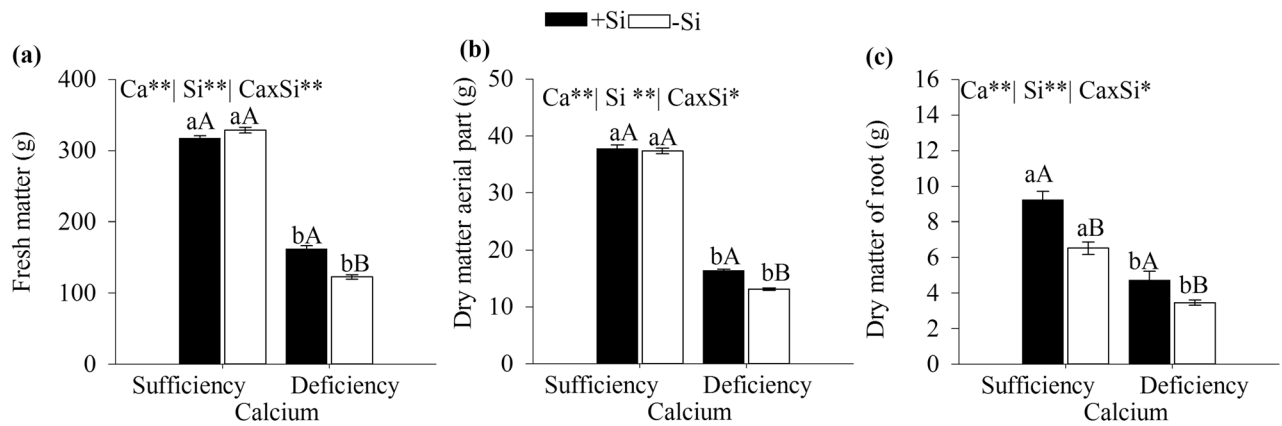 +Si -Si
(a)
Ca**| Si**| CaxSi**
Fresh matter (g)
400
300
200
100
0
aA aA
bA bB
Sufficiency Deficiency
Calcium
(b)
Ca**| Si **| CaxSi*
Dry matter aerial part (g)
50
40
30
20
10
0
aA aA
bA bB
Sufficiency Deficiency
Calcium
(c)
Ca**| Si**| CaxSi*
Dry matter of root (g)
16
14
12
10
8
6
4
2
0
aA aB
bA bB
Sufficiency Deficiency
Calcium